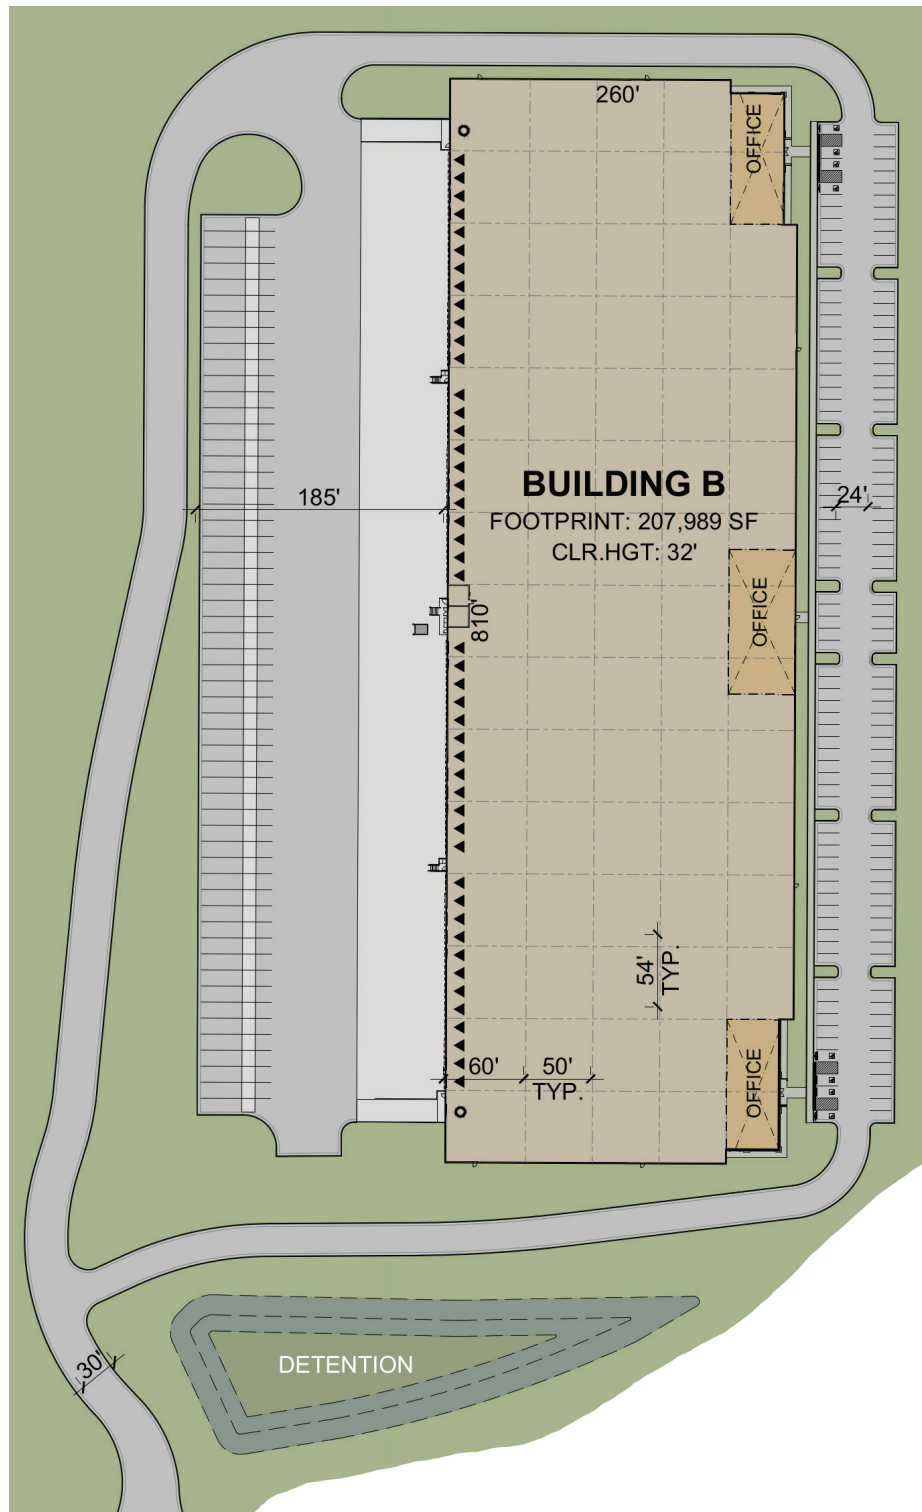 260'
OFFICE
BUILDING B
FOOTPRINT: 207,989 SF
CLR.HGT: 32'
185'
24'
OFFICE
810'
54'
TYP.
60'
50'
TYP.
OFFICE
DETENTION
30'